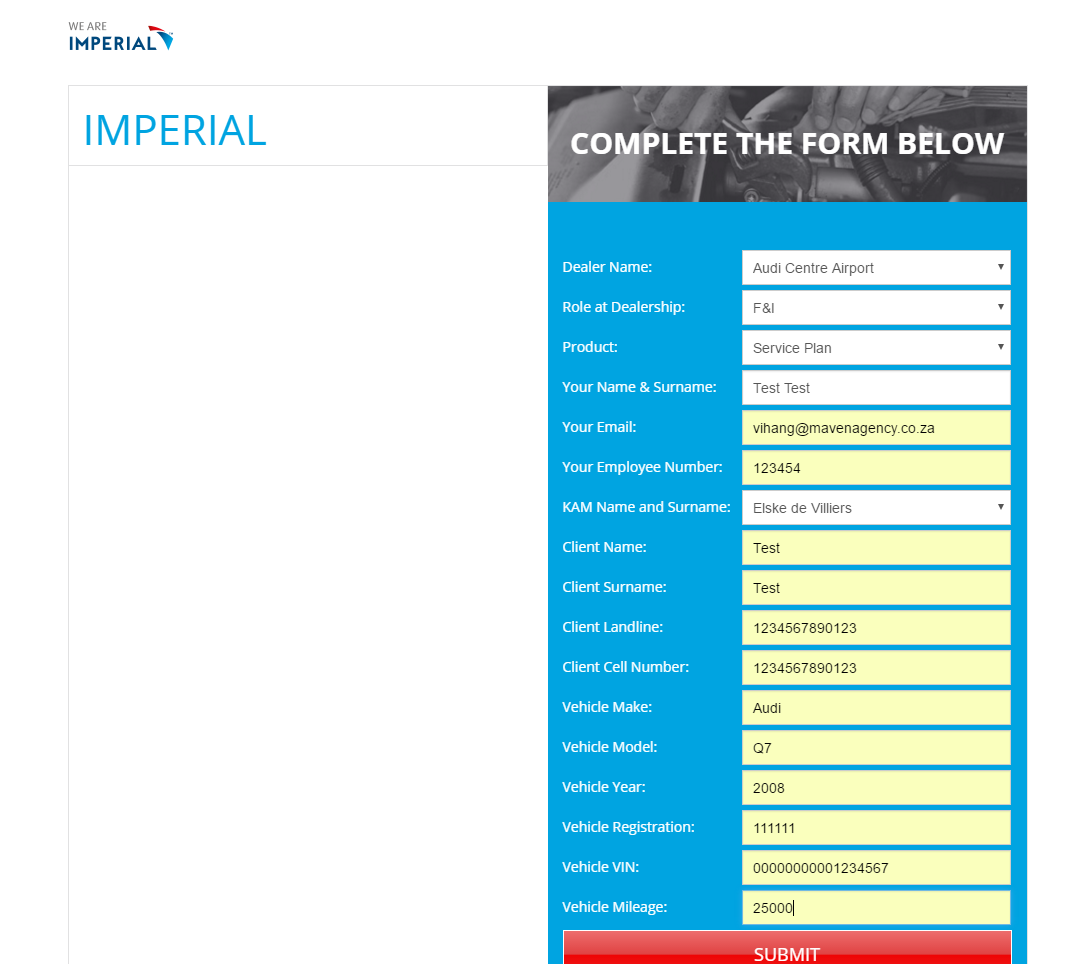 WE ARE
IMPERIAL
IMPERIAL
COMPLETE THE FORM BELOW
Dealer Name: Audi Centre Airport
Role at Dealership: F&I
Product: Service Plan
Your Name & Surname: Test Test
Your Email: vihang@mavenagency.co.za
Your Employee Number: 123454
KAM Name and Surname: Elske de Villiers
Client Name: Test
Client Surname: Test
Client Landline: 1234567890123
Client Cell Number: 1234567890123
Vehicle Make: Audi
Vehicle Model: Q7
Vehicle Year: 2008
Vehicle Registration: 111111
Vehicle VIN: 00000000001234567
Vehicle Mileage: 25000
SUBMIT